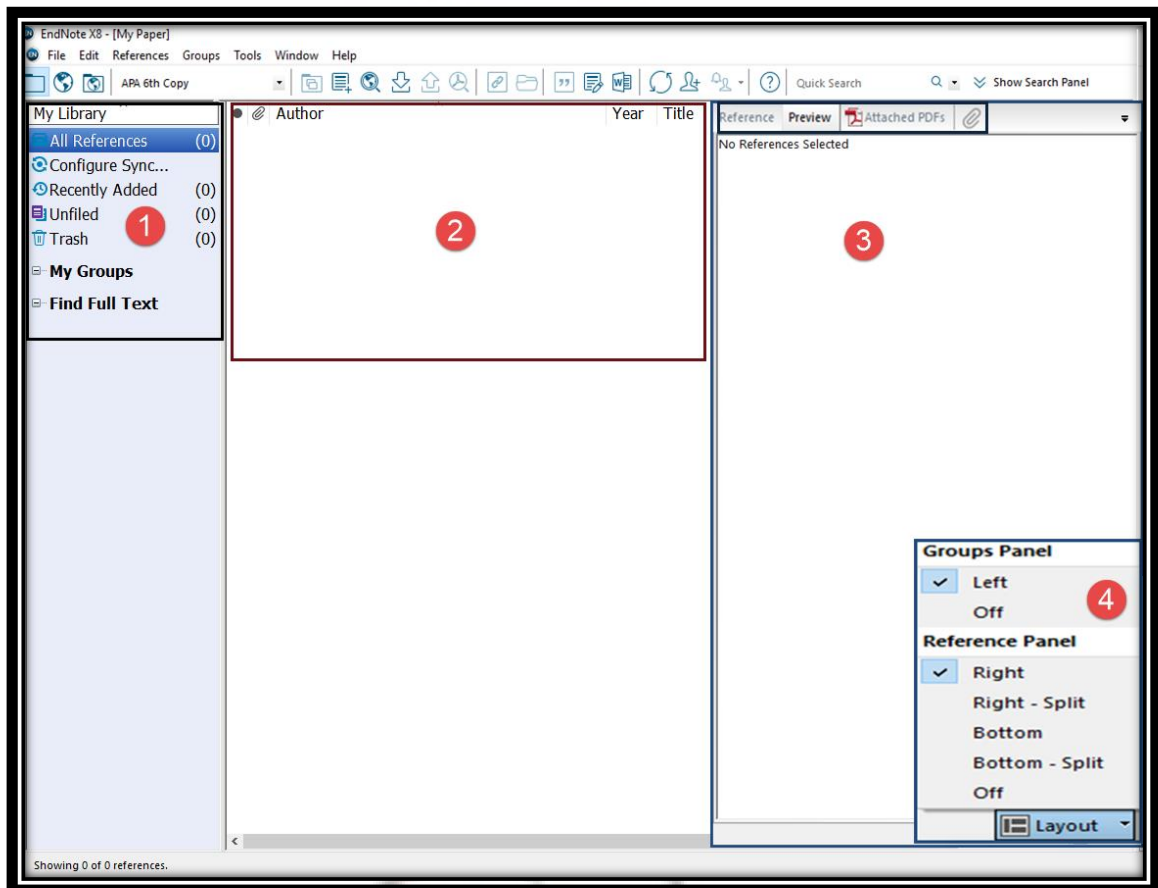 EndNote X8 - [My Paper]
File Edit References Groups Tools Window Help
APA 6th Copy
Quick Search
Show Search Panel
My Library
All References (0)
Configure Sync...
Recently Added (0)
Unfiled (0)
Trash (0)
My Groups
Find Full Text
1
Author Year Title
2
Reference Preview Attached PDFs
No References Selected
3
Groups Panel
Left
Off
4
Reference Panel
Right
Right - Split
Bottom
Bottom - Split
Off
Layout
Showing 0 of 0 references.